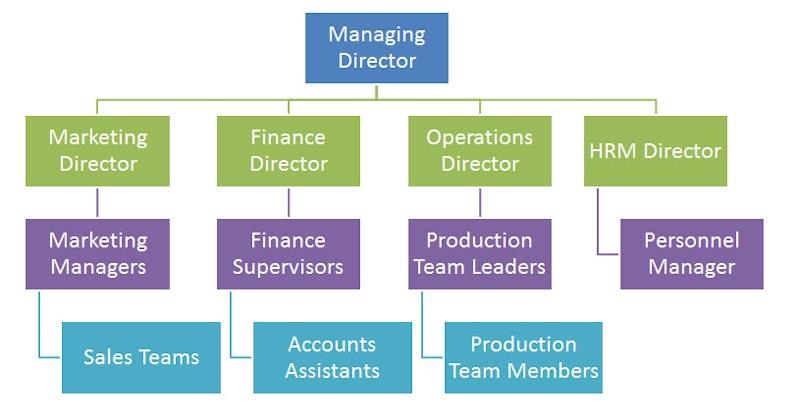 Managing
Director
Marketing
Director
Finance
Director
Operations
Director
HRM Director
Marketing
Managers
Finance
Supervisors
Production
Team Leaders
Personnel
Manager
Sales Teams
Accounts
Assistants
Production
Team Members